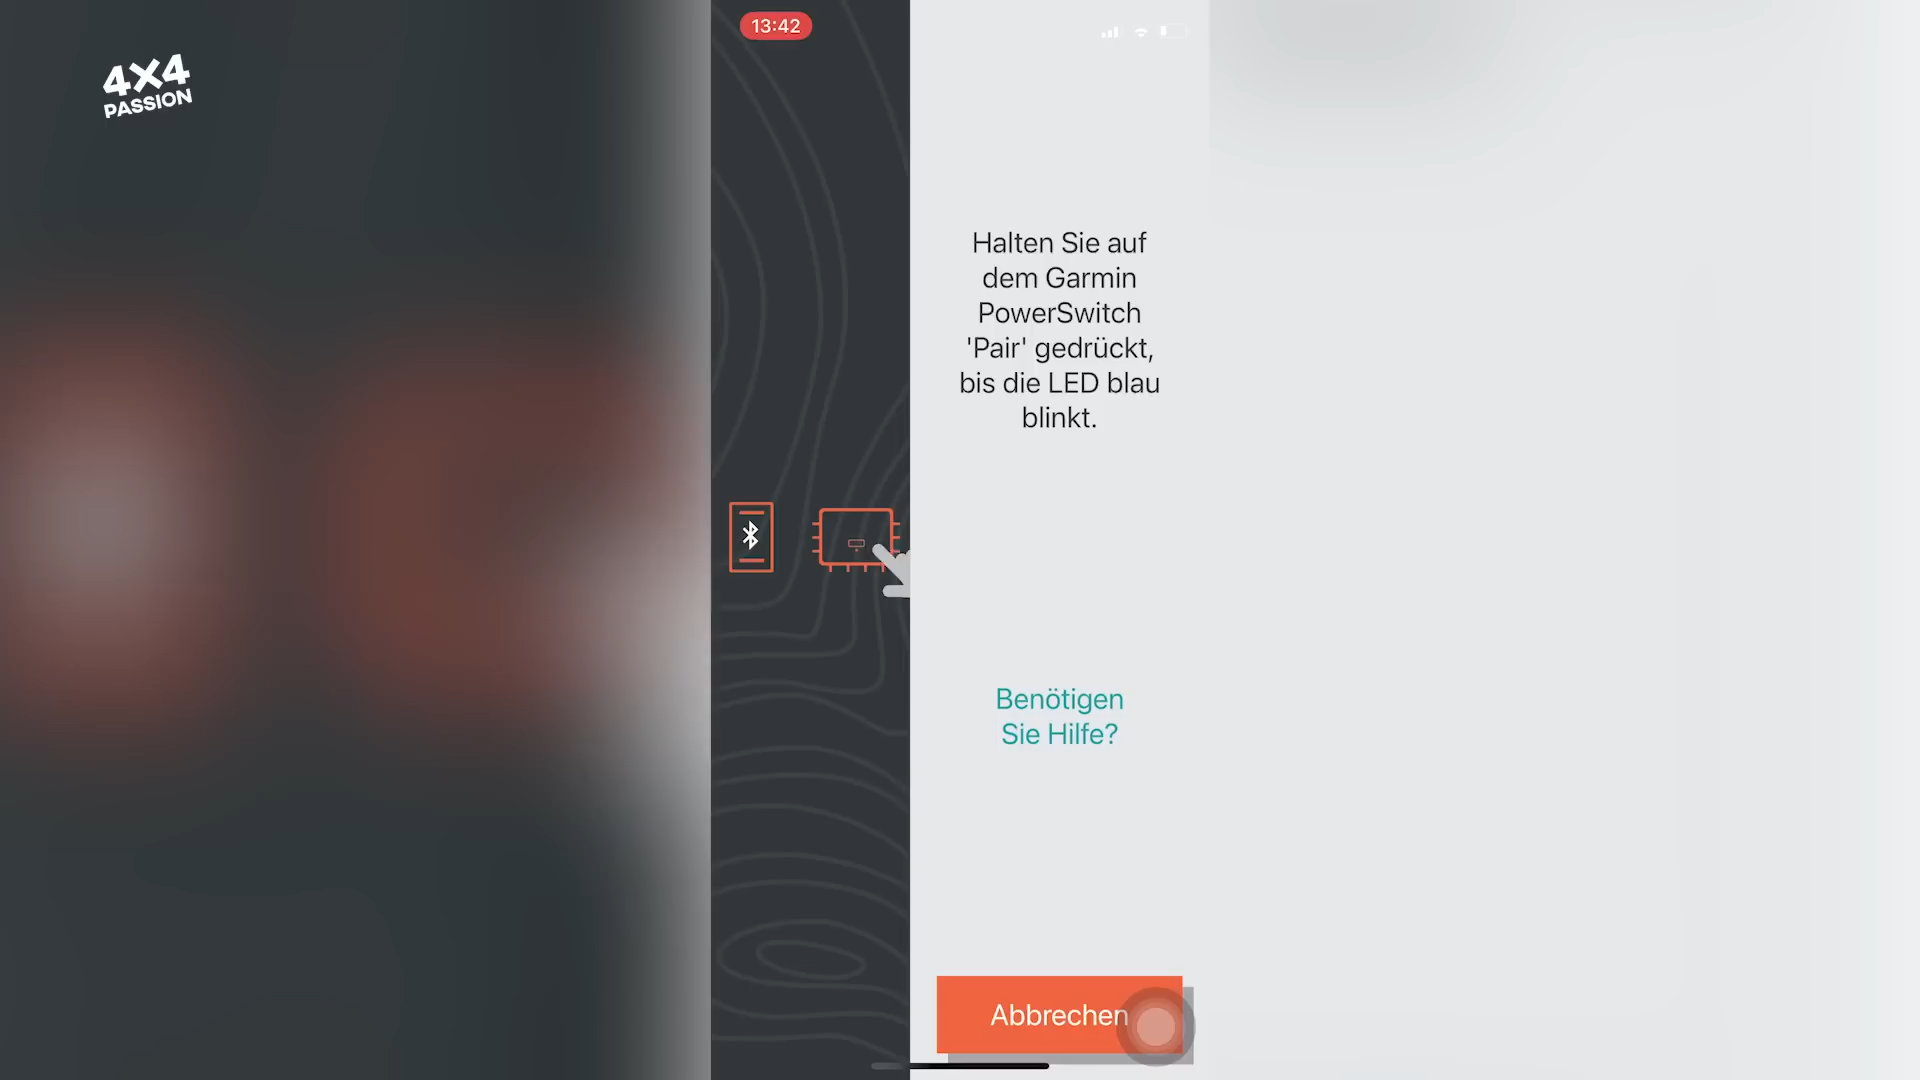 4X4
PASSION
13:42
Halten Sie auf
dem Garmin
PowerSwitch
'Pair' gedrückt,
bis die LED blau
blinkt.
Benötigen
Sie Hilfe?
Abbrechen